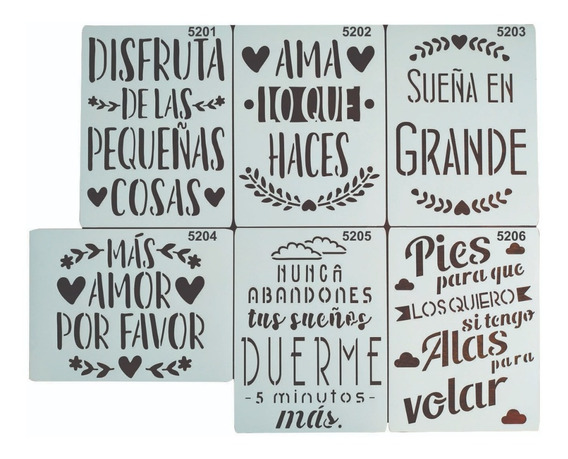 5201
DISFRUTA
DE LAS
PEQUEÑAS
COSAS
5202
AMA
LO QUE
HACES
5203
SUEÑA EN
GRANDE
5204
MÁS
AMOR
POR FAVOR
5205
NUNCA
ABANDONES
tus sueños
DUERME
-5 minutos-
más.
5206
Pies
para que
LOS QUIERO
si tengo
Alas
para
volar